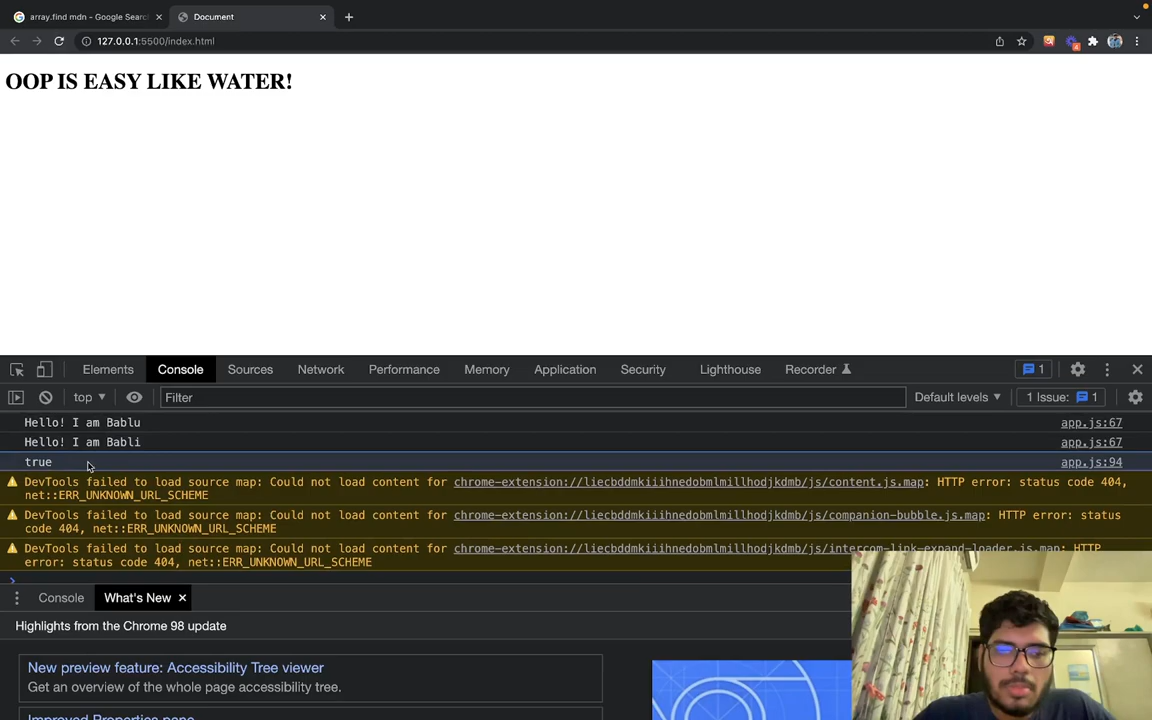 array.find mdn - Google Searc
Document
127.0.0.1:5500/index.html
4
OOP IS EASY LIKE WATER!
Elements
Console
Sources
Network
Performance
Memory
Application
Security
Lighthouse
Recorder
1
top
Filter
Default levels
1 Issue: 1
Hello! I am Bablu app.js:67
Hello! I am Babli app.js:67
true app.js:94
DevTools failed to load source map: Could not load content for chrome-extension://liecbddmkiiihnedobmlmillhodjkdmb/js/content.js.map: HTTP error: status code 404,
net::ERR_UNKNOWN_URL_SCHEME
DevTools failed to load source map: Could not load content for chrome-extension://liecbddmkiiihnedobmlmillhodjkdmb/js/companion-bubble.js.map: HTTP error: status
code 404, net::ERR_UNKNOWN_URL_SCHEME
DevTools failed to load source map: Could not load content for chrome-extension://liecbddmkiiihnedobmlmillhodjkdmb/js/intercom-link-expand-loader.js.map: HTTP
error: status code 404, net::ERR_UNKNOWN_URL_SCHEME
Console
What's New
Highlights from the Chrome 98 update
New preview feature: Accessibility Tree viewer
Get an overview of the whole page accessibility tree.
Improved Properties pane